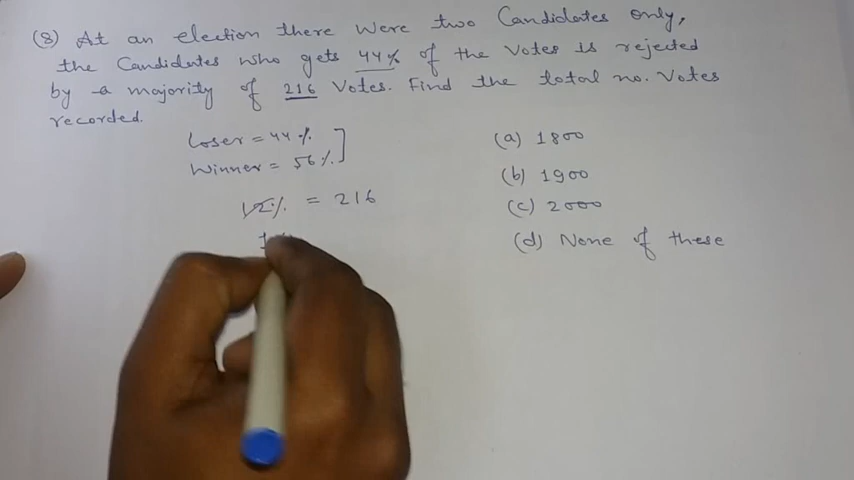 (8) At an election there were two Candidates only,
the Candidates who gets 44% of the Votes is rejected
by a majority of 216 Votes. Find the total no. Votes
recorded.
Loser = 44%
Winner = 56%
12% = 216
1%
(a) 1800
(b) 1900
(c) 2000
(d) None of these